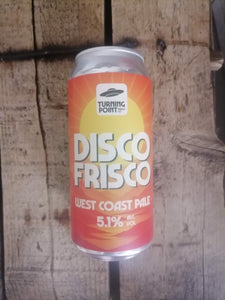 TURNING
POINT
DISCO
FRISCO
WEST COAST PALE
5.1% ALC.
VOL